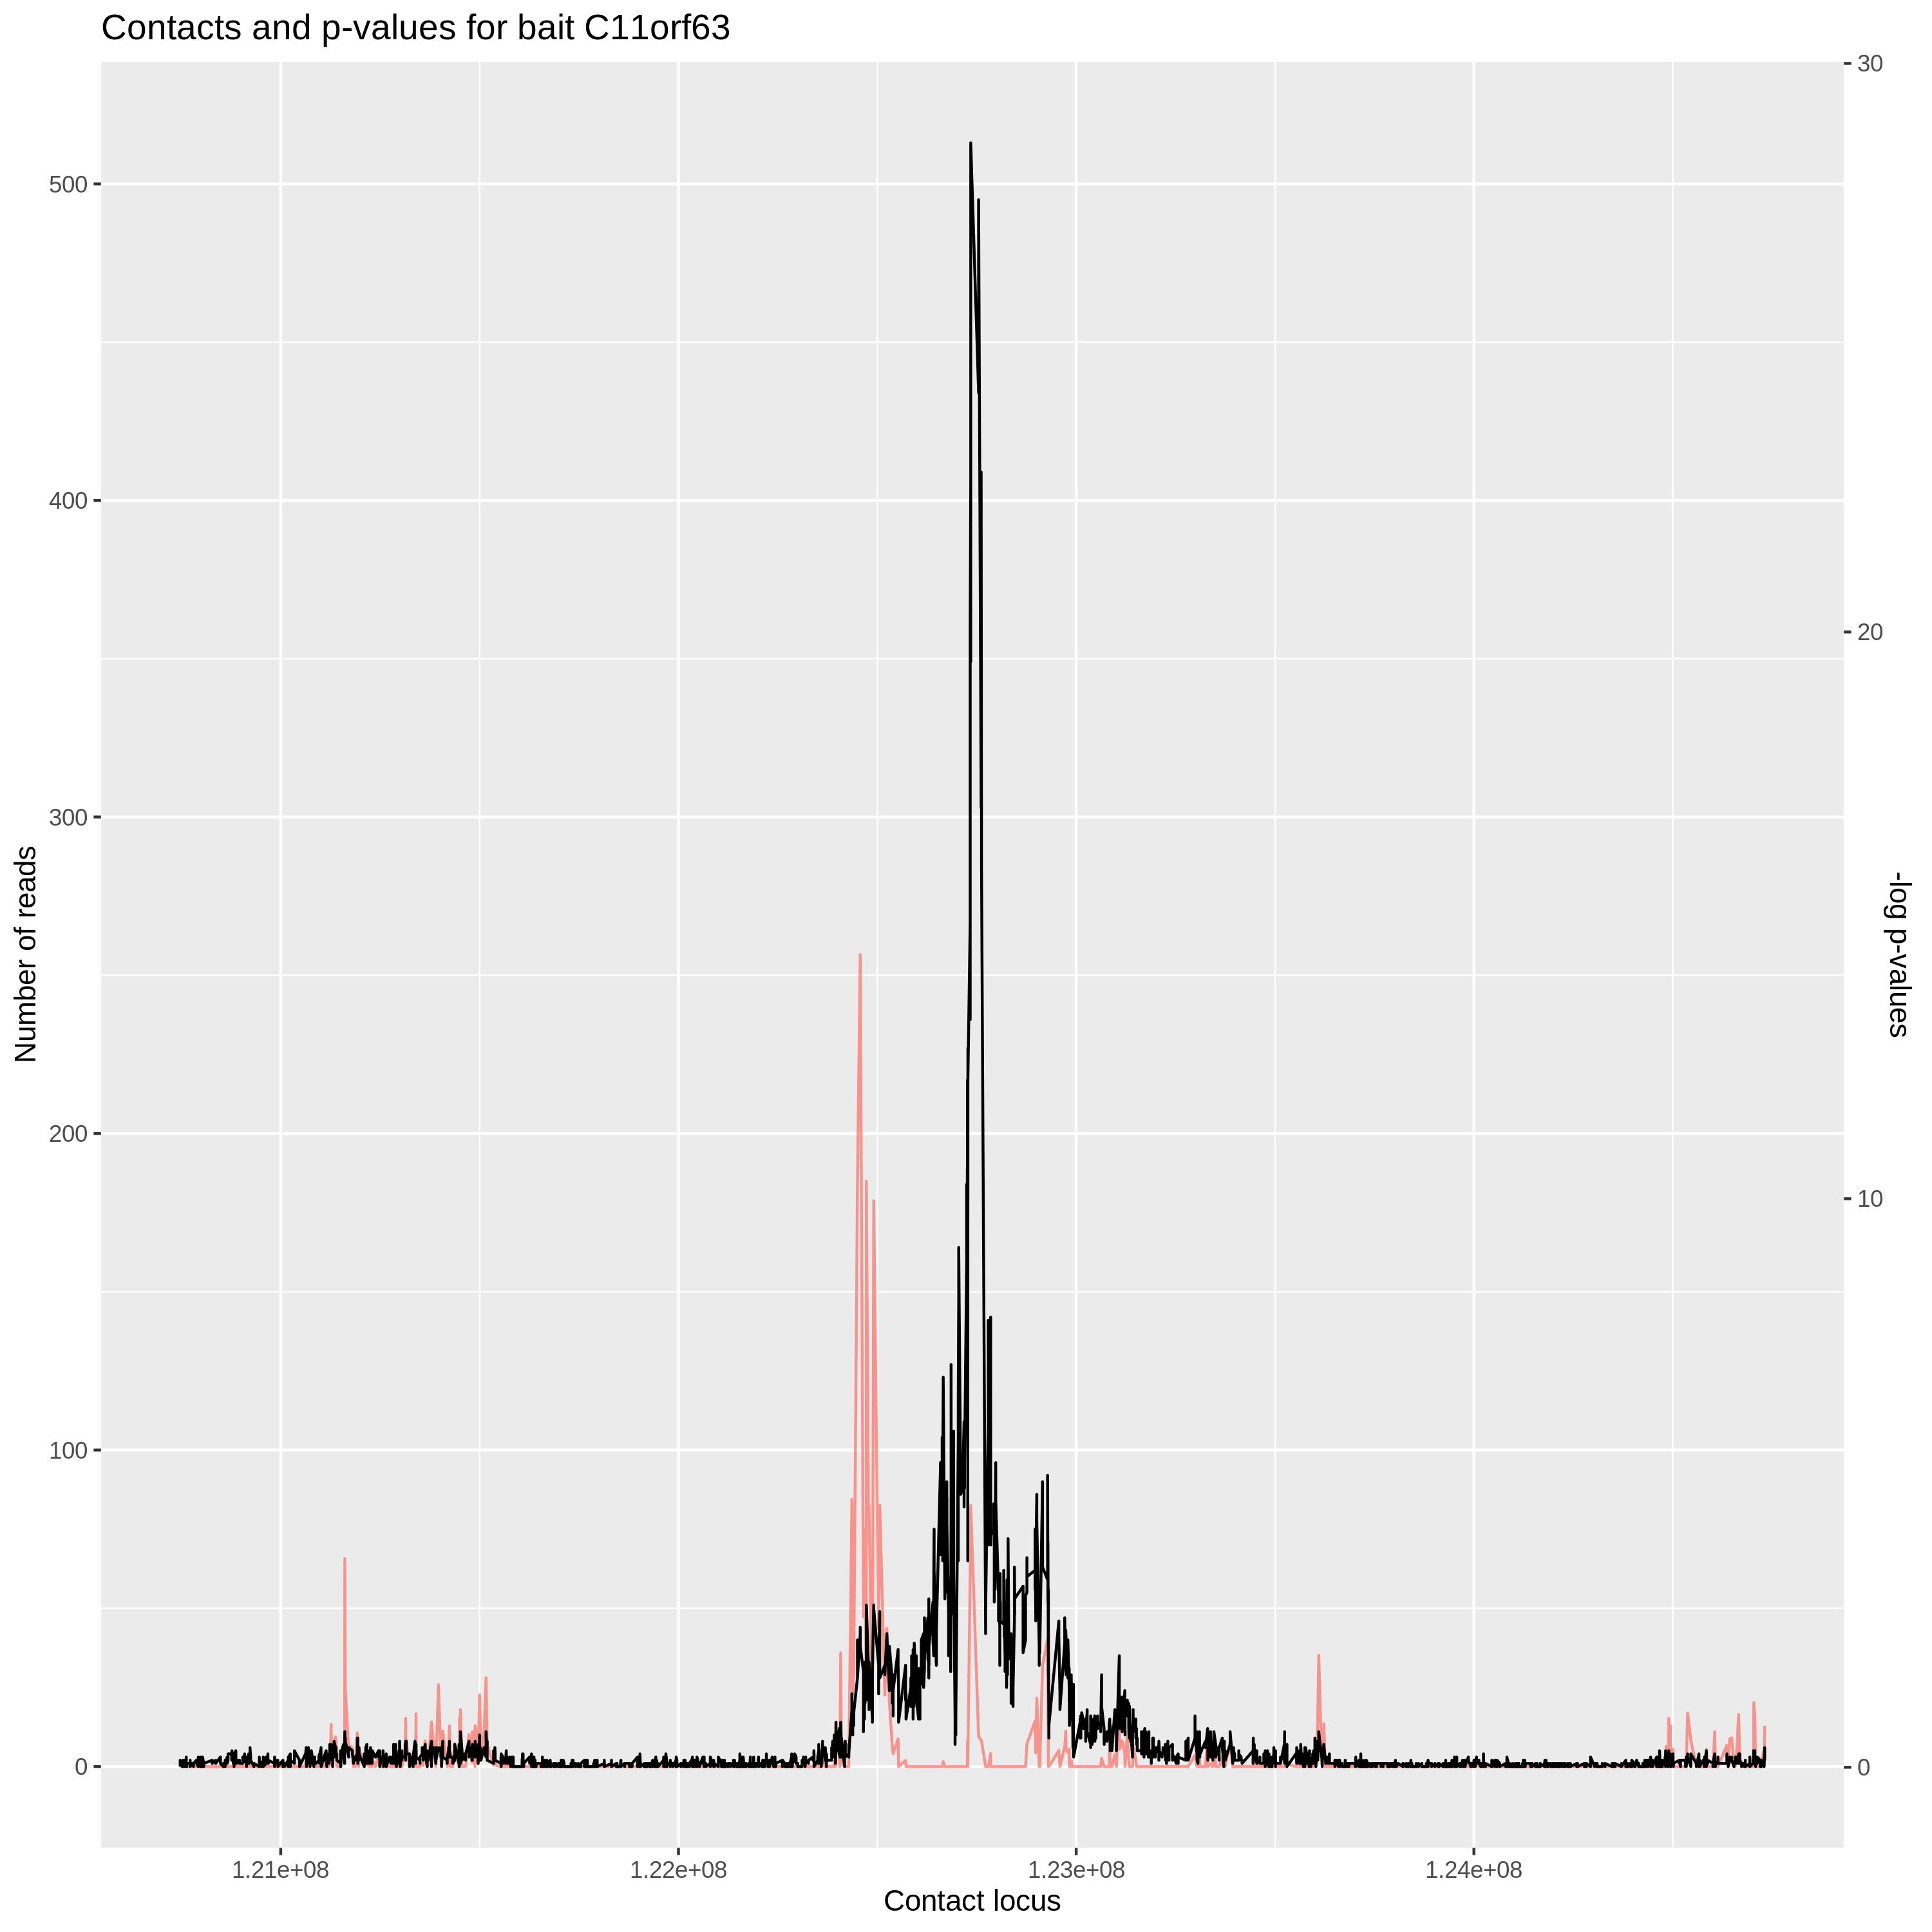 Contacts and p-values for bait C11orf63
Number of reads
500
400
300
200
100
0
30
20
10
0
-log p-values
1.21e+08
1.22e+08
1.23e+08
1.24e+08
Contact locus